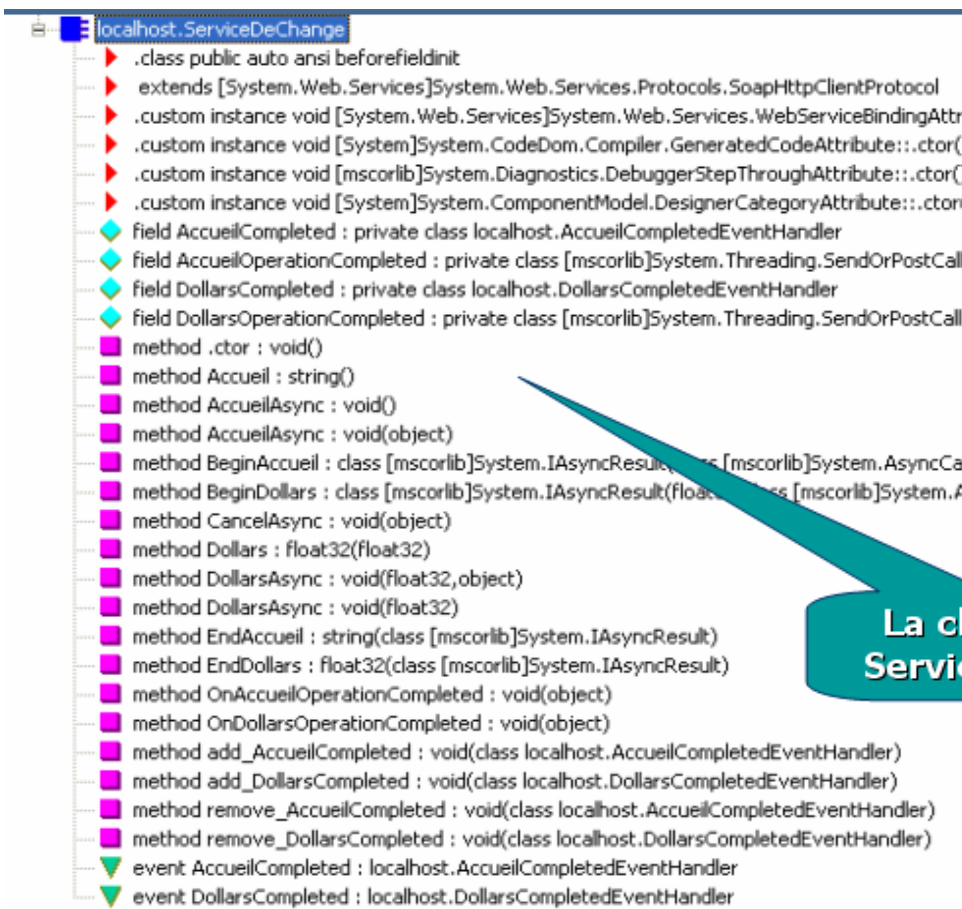 localhost.ServiceDeChange
.class public auto ansi beforefieldinit
extends [System.Web.Services]System.Web.Services.Protocols.SoapHttpClientProtocol
.custom instance void [System.Web.Services]System.Web.Services.WebServiceBindingAttr
.custom instance void [System]System.CodeDom.Compiler.GeneratedCodeAttribute::.ctor(
.custom instance void [mscorlib]System.Diagnostics.DebuggerStepThroughAttribute::.ctor(
.custom instance void [System]System.ComponentModel.DesignerCategoryAttribute::.ctor
field AccueilCompleted : private class localhost.AccueilCompletedEventHandler
field AccueilOperationCompleted : private class [mscorlib]System.Threading.SendOrPostCall
field DollarsCompleted : private class localhost.DollarsCompletedEventHandler
field DollarsOperationCompleted : private class [mscorlib]System.Threading.SendOrPostCall
method .ctor : void()
method Accueil : string()
method AccueilAsync : void()
method AccueilAsync : void(object)
method BeginAccueil : class [mscorlib]System.IAsyncResult( [mscorlib]System.AsyncCa
method BeginDollars : class [mscorlib]System.IAsyncResult(float [mscorlib]System.A
method CancelAsync : void(object)
method Dollars : float32(float32)
method DollarsAsync : void(float32,object)
method DollarsAsync : void(float32)
method EndAccueil : string(class [mscorlib]System.IAsyncResult)
method EndDollars : float32(class [mscorlib]System.IAsyncResult)
method OnAccueilOperationCompleted : void(object)
method OnDollarsOperationCompleted : void(object)
method add_AccueilCompleted : void(class localhost.AccueilCompletedEventHandler)
method add_DollarsCompleted : void(class localhost.DollarsCompletedEventHandler)
method remove_AccueilCompleted : void(class localhost.AccueilCompletedEventHandler)
method remove_DollarsCompleted : void(class localhost.DollarsCompletedEventHandler)
event AccueilCompleted : localhost.AccueilCompletedEventHandler
event DollarsCompleted : localhost.DollarsCompletedEventHandler
La cl
Servic